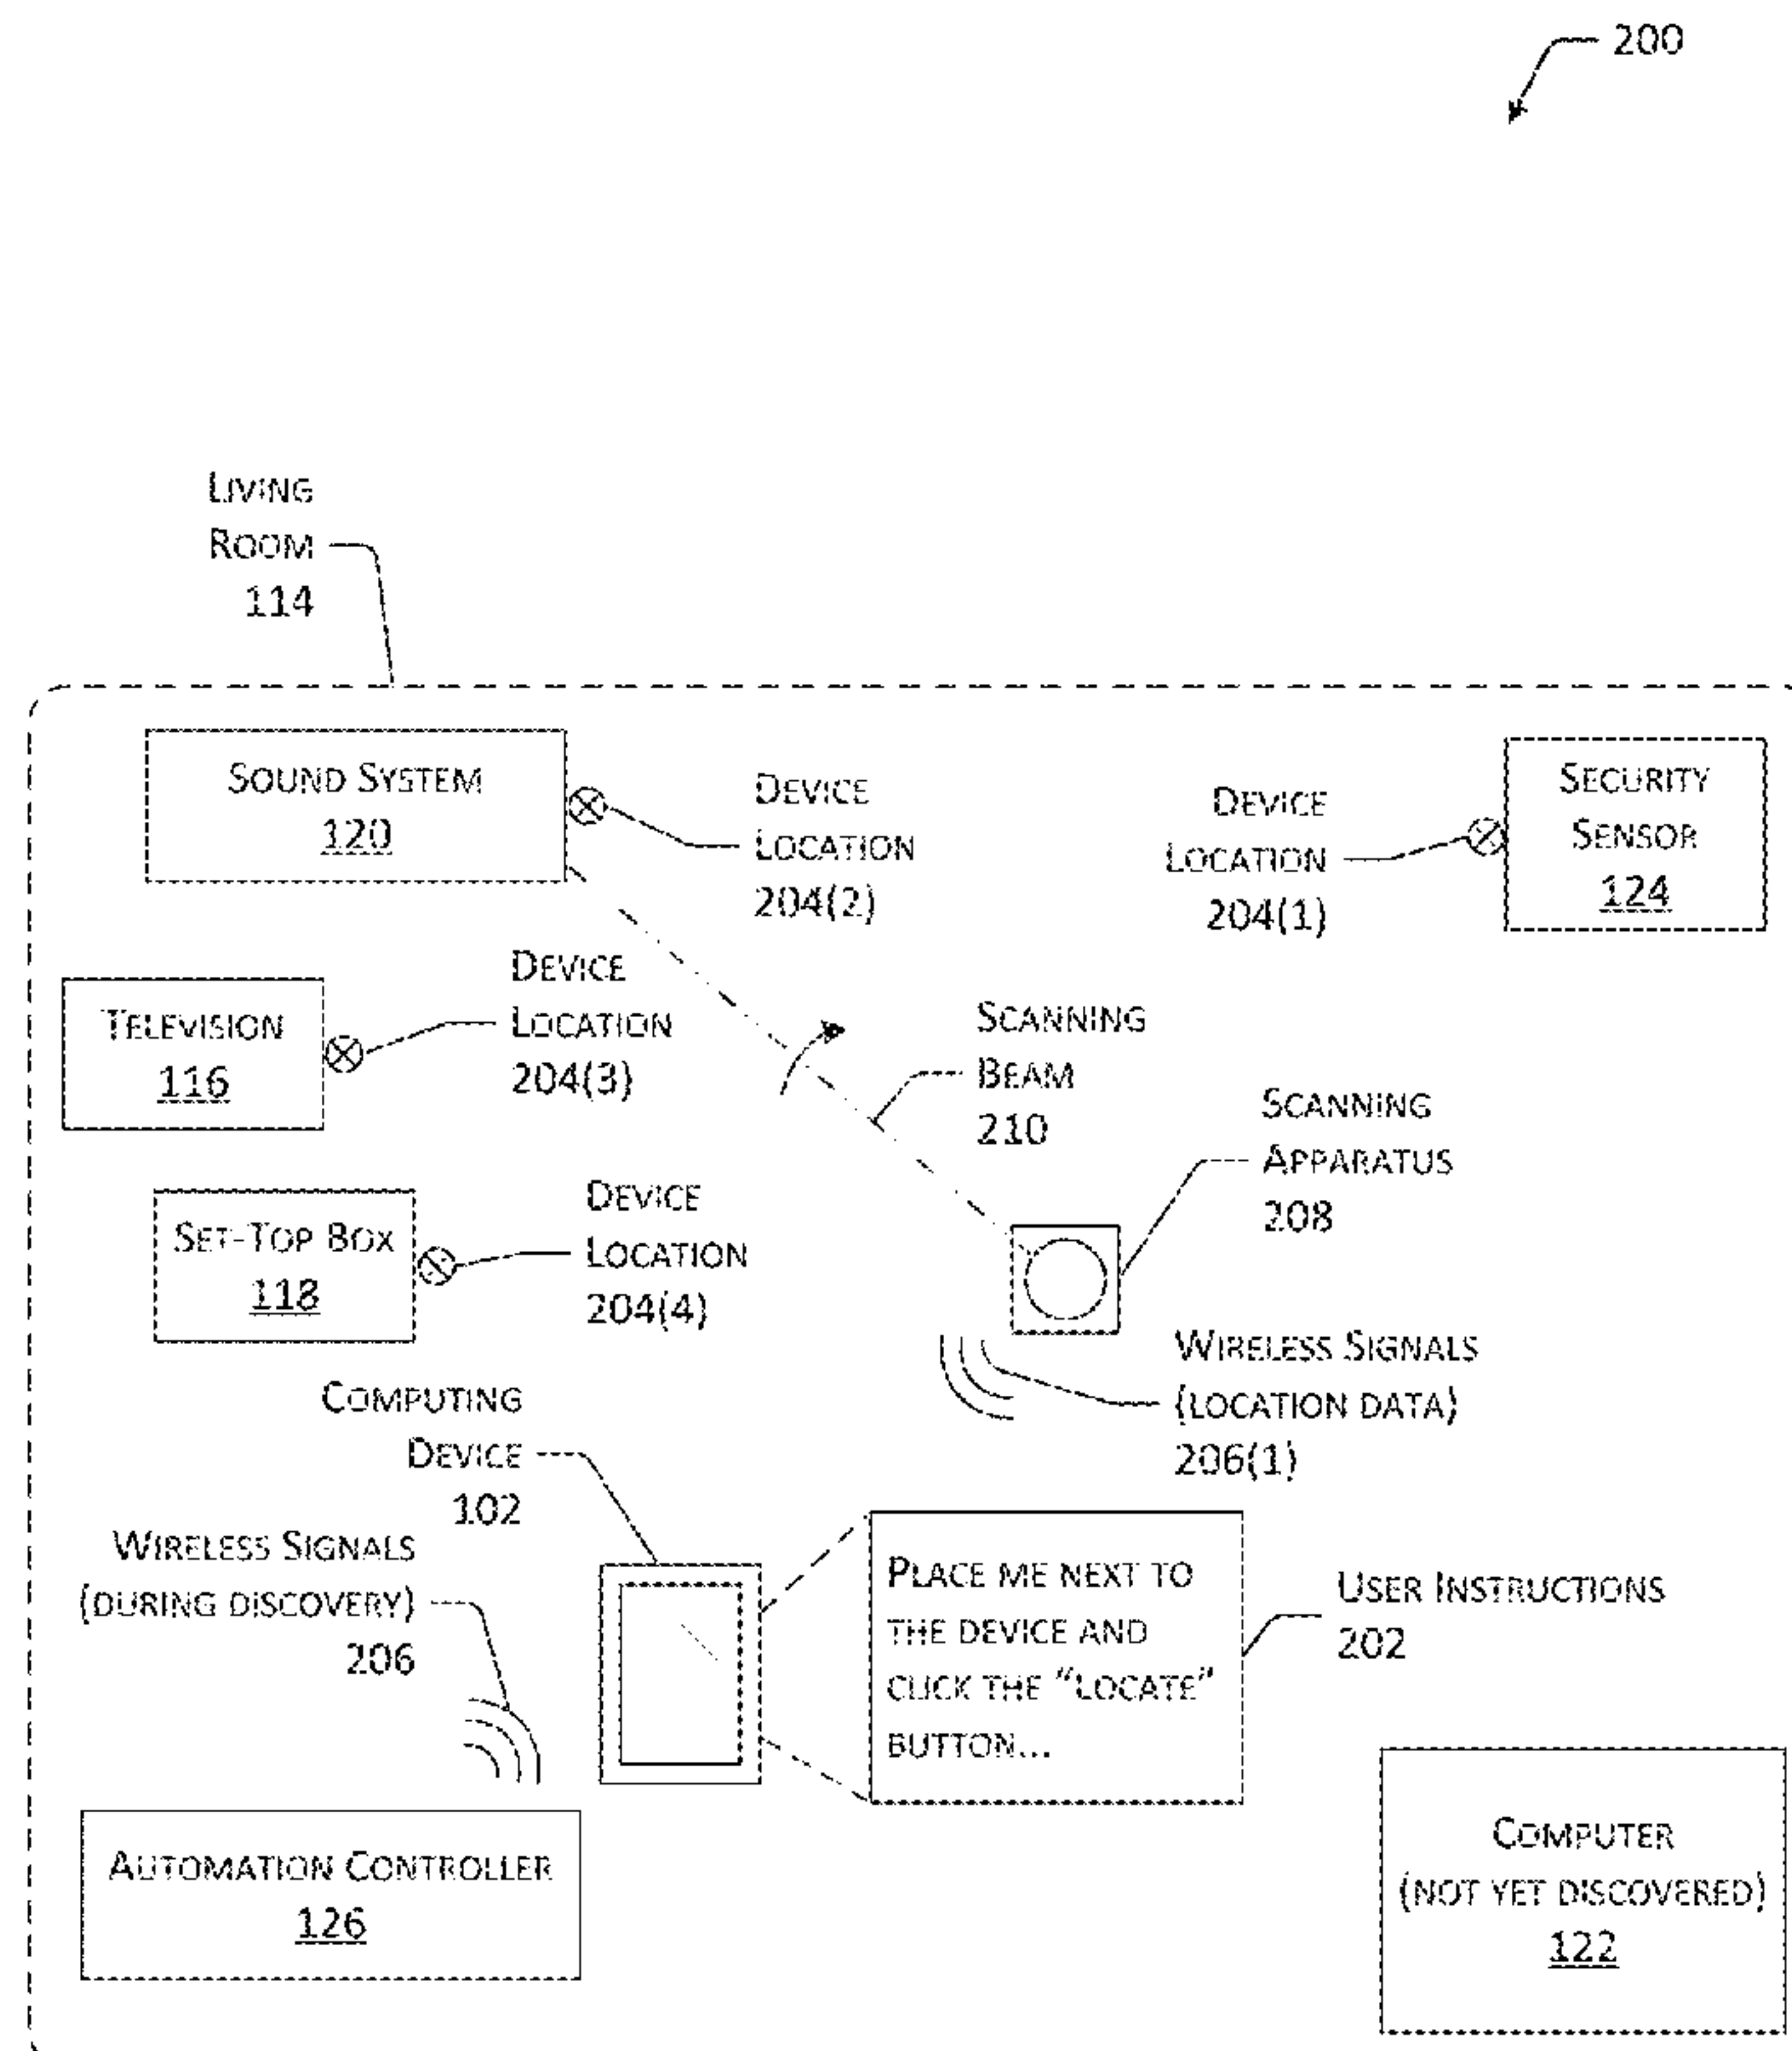 200
Living
Room
114
Sound System
120
Device
Location
204(2)
Device
Location
204(1)
Security
Sensor
124
Television
116
Device
Location
204(3)
Scanning
Beam
210
Scanning
Apparatus
208
Set-Top Box
118
Device
Location
204(4)
Wireless Signals
(location data)
206(1)
Computing
Device
102
Wireless Signals
(during discovery)
206
Place me next to
the device and
click the "Locate"
button...
User Instructions
202
Automation Controller
126
Computer
(not yet discovered)
122